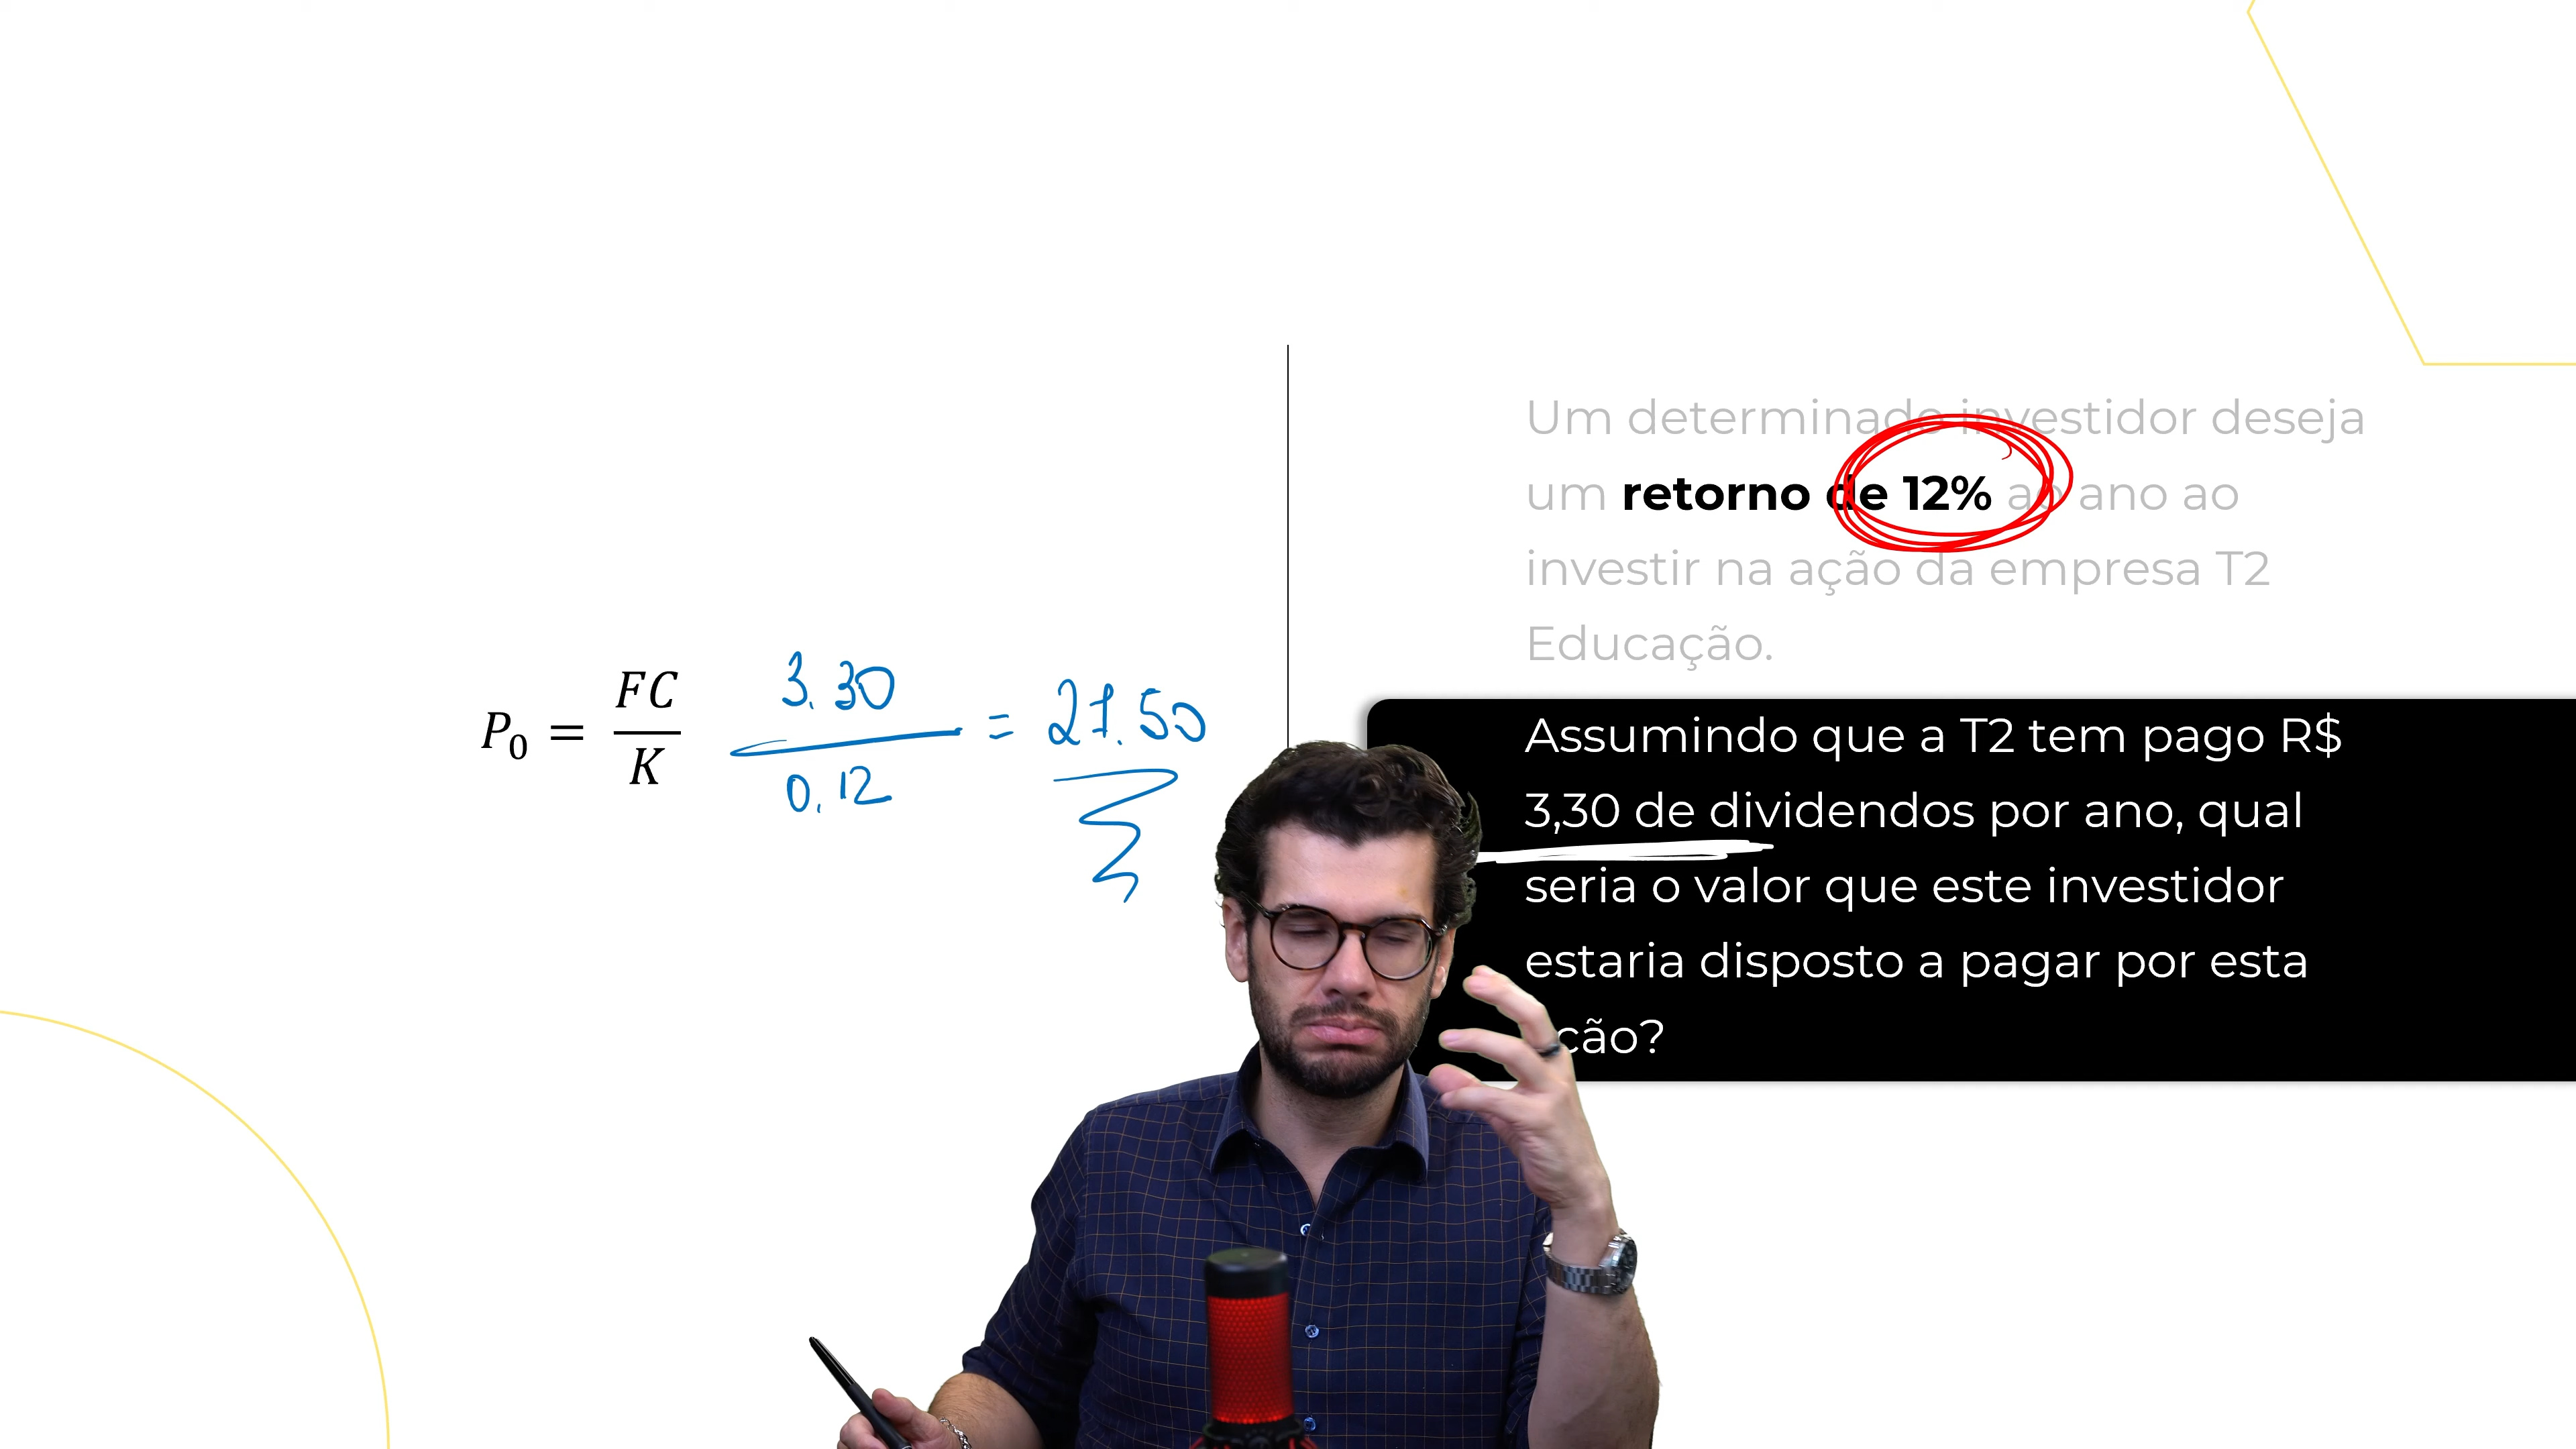 P₀ = FC / K
3.30 / 0.12 = 27.50
Um determinado investidor deseja
um retorno de 12% ao ano ao
investir na ação da empresa T2
Educação.
Assumindo que a T2 tem pago R$
3,30 de dividendos por ano, qual
seria o valor que este investidor
estaria disposto a pagar por esta
ção?